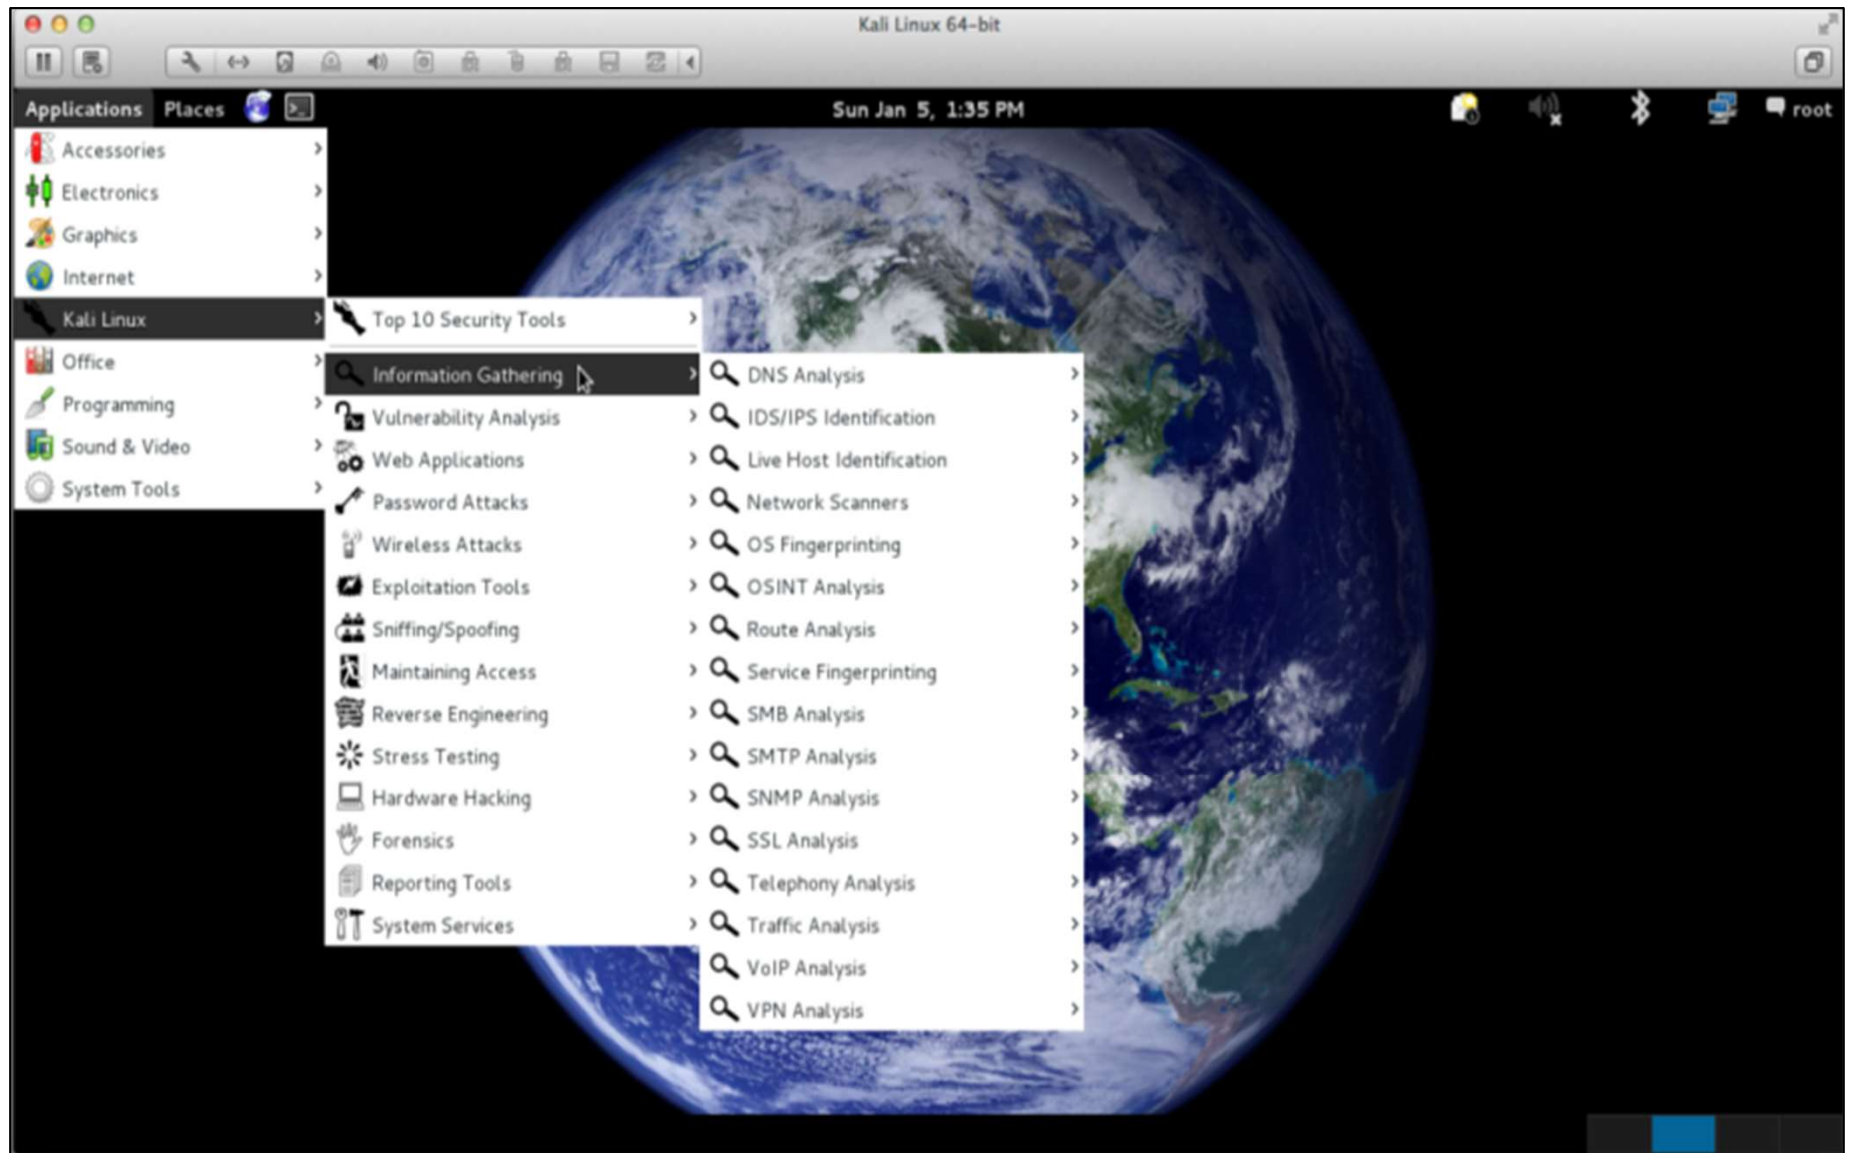 Kali Linux 64-bit
Applications Places Sun Jan 5, 1:35 PM root
Accessories
Electronics
Graphics
Internet
Kali Linux
Office
Programming
Sound & Video
System Tools
Top 10 Security Tools
Information Gathering
Vulnerability Analysis
Web Applications
Password Attacks
Wireless Attacks
Exploitation Tools
Sniffing/Spoofing
Maintaining Access
Reverse Engineering
Stress Testing
Hardware Hacking
Forensics
Reporting Tools
System Services
DNS Analysis
IDS/IPS Identification
Live Host Identification
Network Scanners
OS Fingerprinting
OSINT Analysis
Route Analysis
Service Fingerprinting
SMB Analysis
SMTP Analysis
SNMP Analysis
SSL Analysis
Telephony Analysis
Traffic Analysis
VoIP Analysis
VPN Analysis